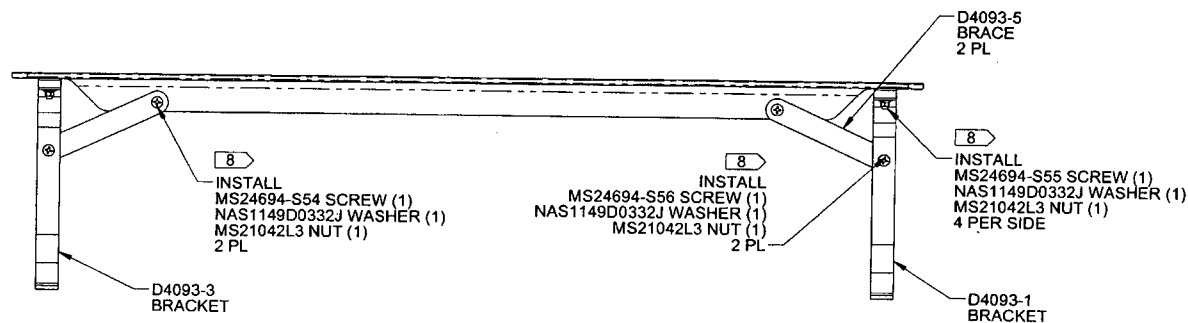 D4093-5
BRACE
2 PL
8
INSTALL
MS24694-S54 SCREW (1)
NAS1149D0332J WASHER (1)
MS21042L3 NUT (1)
2 PL
8
INSTALL
MS24694-S56 SCREW (1)
NAS1149D0332J WASHER (1)
MS21042L3 NUT (1)
2 PL
8
INSTALL
MS24694-S55 SCREW (1)
NAS1149D0332J WASHER (1)
MS21042L3 NUT (1)
4 PER SIDE
D4093-3
BRACKET
D4093-1
BRACKET